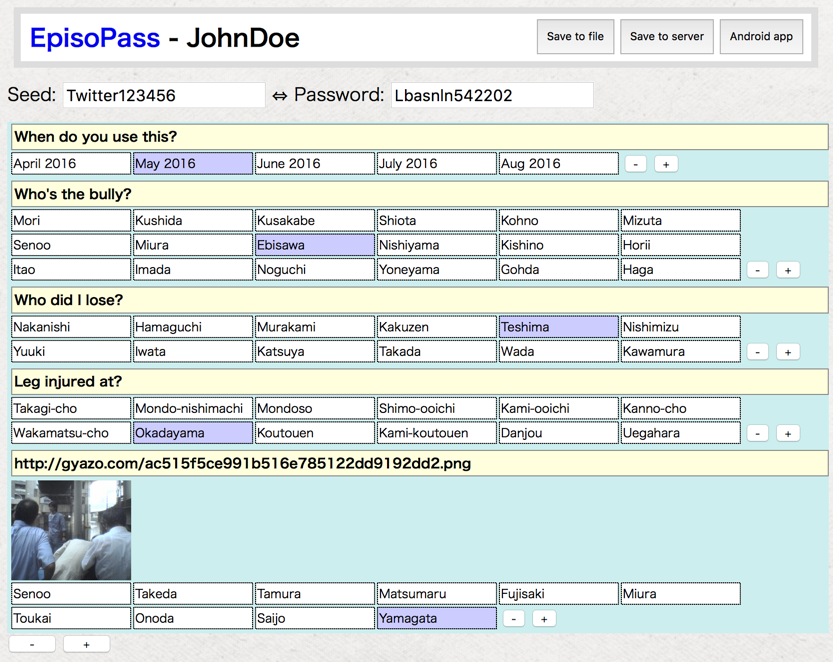 EpisoPass - JohnDoe Save to file Save to server Android app
Seed: Twitter123456 ⇔ Password: Lbasnln542202
When do you use this?
April 2016 May 2016 June 2016 July 2016 Aug 2016 - +
Who's the bully?
Mori Kushida Kusakabe Shiota Kohno Mizuta
Senoo Miura Ebisawa Nishiyama Kishino Horii
Itao Imada Noguchi Yoneyama Gohda Haga - +
Who did I lose?
Nakanishi Hamaguchi Murakami Kakuzen Teshima Nishimizu
Yuuki Iwata Katsuya Takada Wada Kawamura - +
Leg injured at?
Takagi-cho Mondo-nishimachi Mondoso Shimo-ooichi Kami-ooichi Kanno-cho
Wakamatsu-cho Okadayama Koutouen Kami-koutouen Danjou Uegahara - +
http://gyazo.com/ac515f5ce991b516e785122dd9192dd2.png
Senoo Takeda Tamura Matsumaru Fujisaki Miura
Toukai Onoda Saijo Yamagata - +
- +